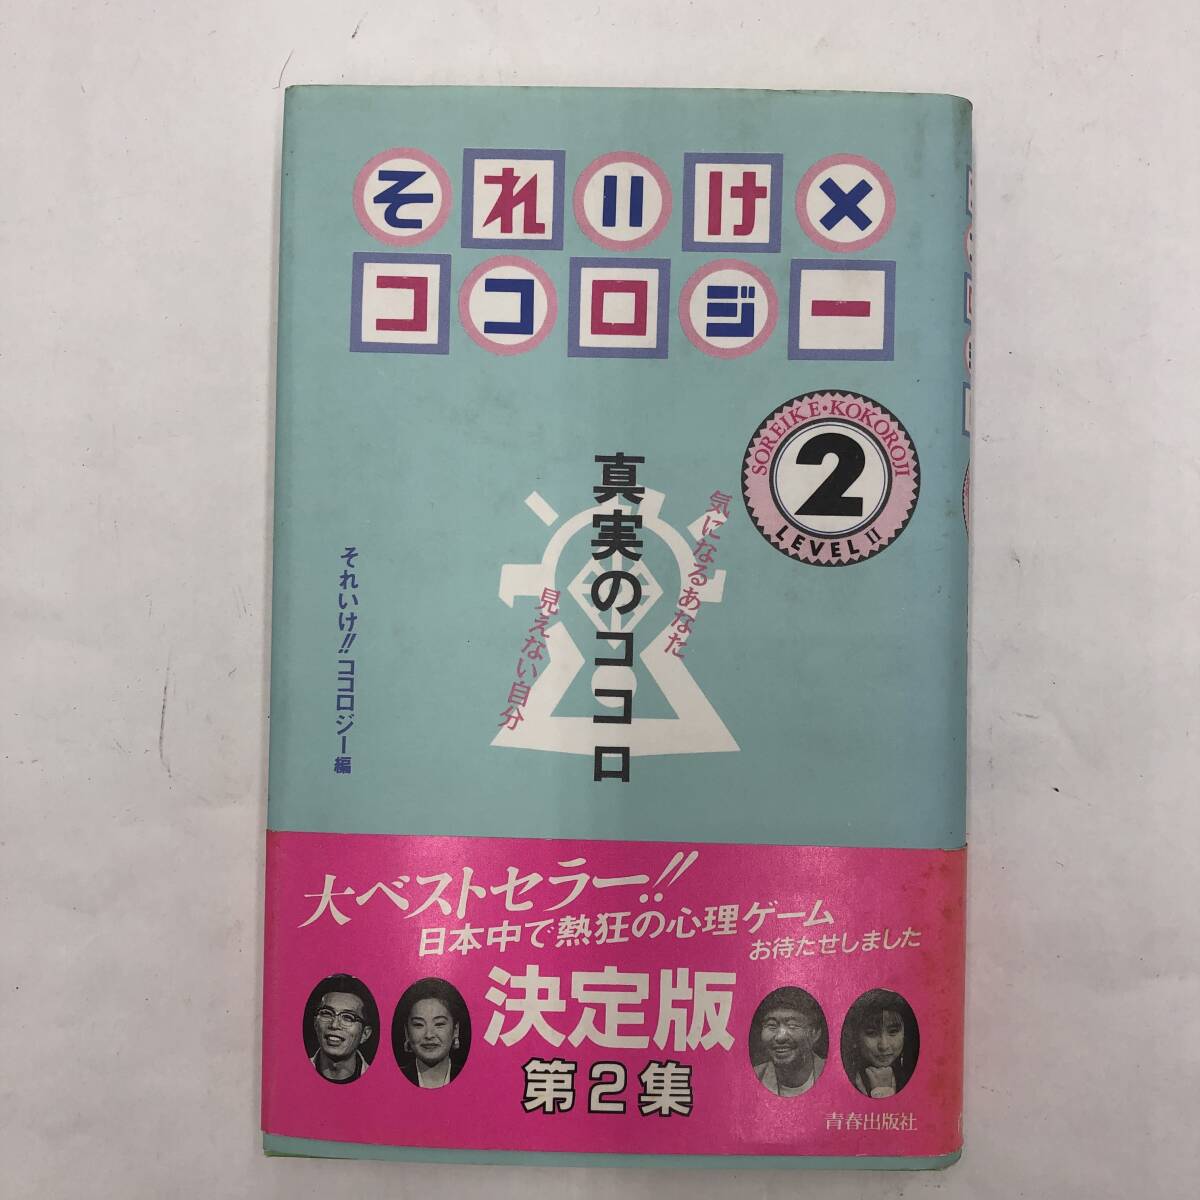 それ〃け×
ココロジー
SOREIKE・KOKOROJI
2
LEVEL II
真実のココロ
気になるあなた
見えない自分
それいけ!!ココロジー編
大ベストセラー!!
日本中で熱狂の心理ゲーム
お待たせしました
決定版
第2集
青春出版社